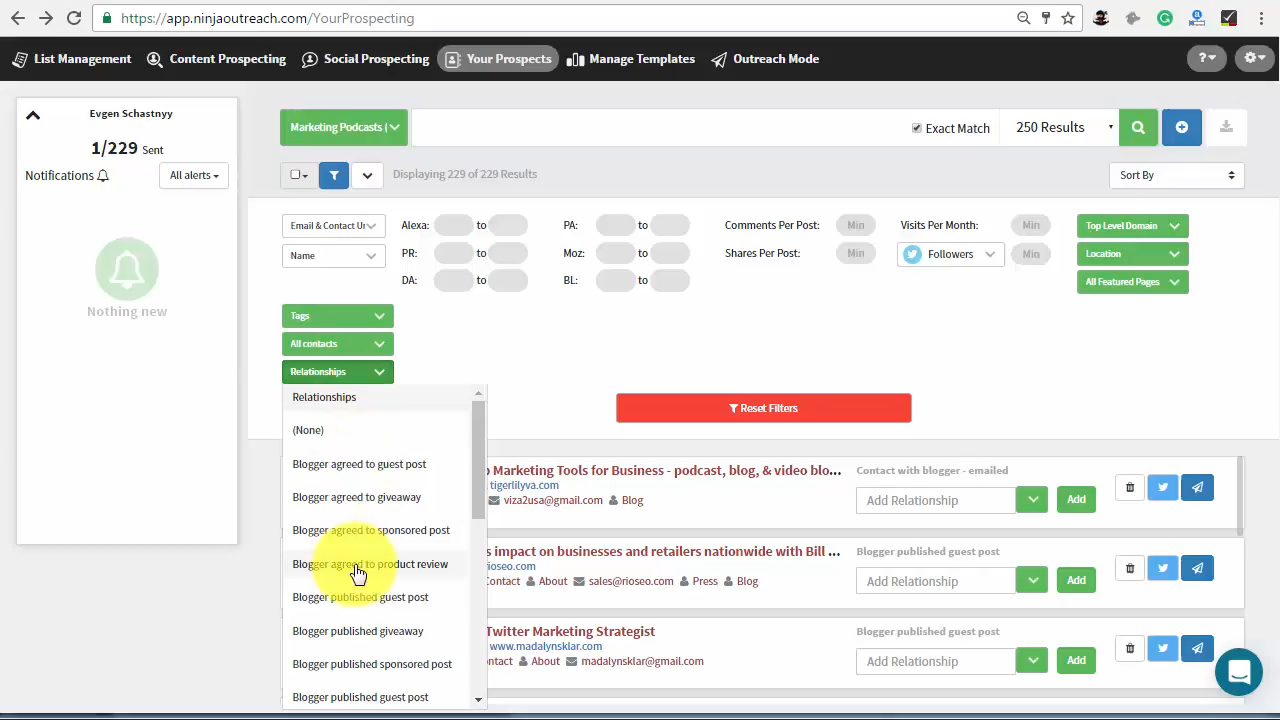 https://app.ninjaoutreach.com/YourProspecting
List Management
Content Prospecting
Social Prospecting
Your Prospects
Manage Templates
Outreach Mode
?
Evgen Schastnyy
1/229 Sent
Notifications
All alerts
Nothing new
Marketing Podcasts (
Exact Match
250 Results
Displaying 229 of 229 Results
Sort By
Email & Contact Ur
Alexa: to
PA: to
Comments Per Post: Min
Visits Per Month: Min
Top Level Domain
Name
PR: to
Moz: to
Shares Per Post: Min
Followers Min
Location
DA: to
BL: to
All Featured Pages
Tags
All contacts
Relationships
Reset Filters
Relationships
(None)
Blogger agreed to guest post
Blogger agreed to giveaway
Blogger agreed to sponsored post
Blogger agreed to product review
Blogger published guest post
Blogger published giveaway
Blogger published sponsored post
Blogger published guest post
Marketing Tools for Business - podcast, blog, & video blo...
tigerlilyva.com
viza2usa@gmail.com Blog
Contact with blogger - emailed
Add Relationship Add
s impact on businesses and retailers nationwide with Bill ...
rioseo.com
Contact About sales@rioseo.com Press Blog
Blogger published guest post
Add Relationship Add
Twitter Marketing Strategist
www.madalynsklar.com
Contact About madalynsklar@gmail.com
Blogger published guest post
Add Relationship Add